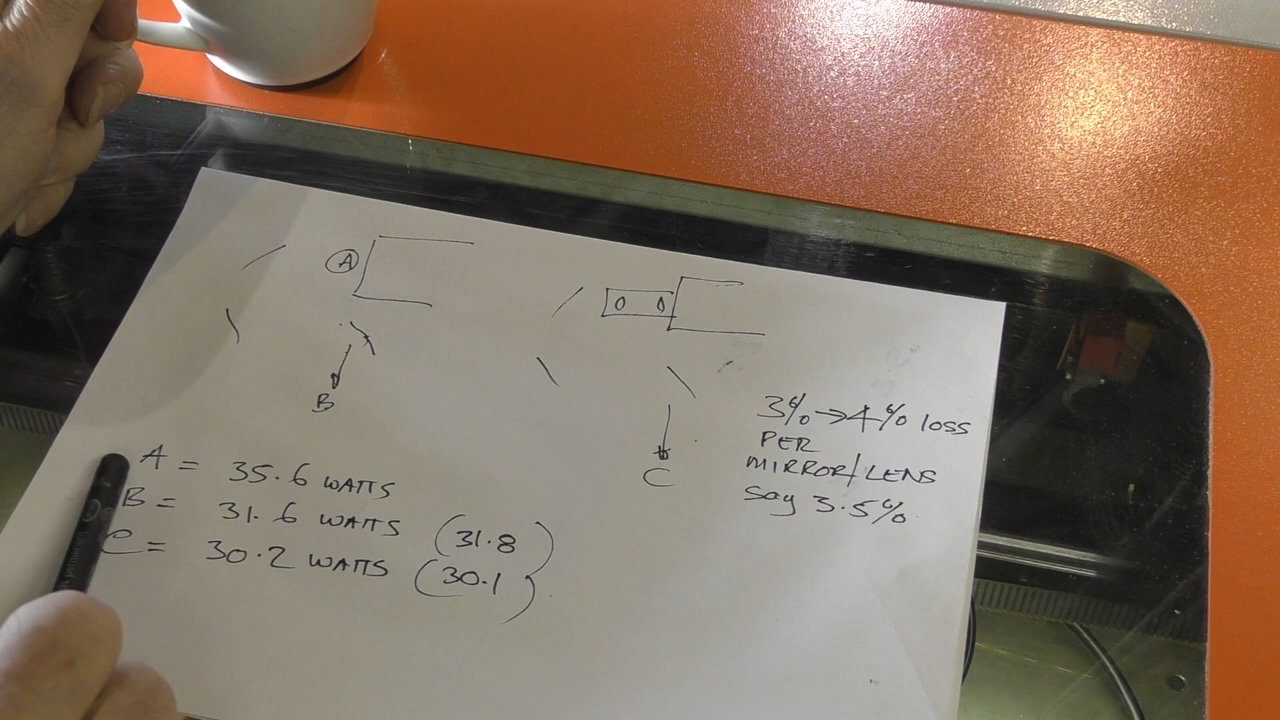 A
B
C
3% → 4% loss
PER
MIRROR/LENS
say 3.5%
A = 35.6 WATTS
B = 31.6 WATTS (31.8)
C = 30.2 WATTS (30.1)